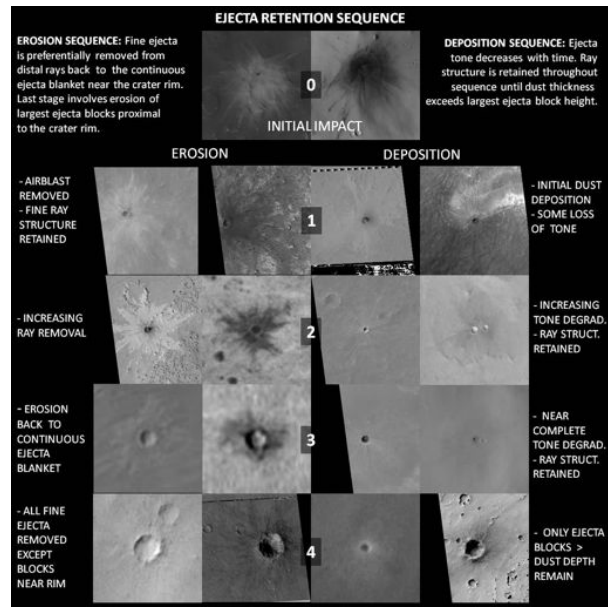 EJECTA RETENTION SEQUENCE
EROSION SEQUENCE: Fine ejecta
is preferentially removed from
distal rays back to the continuous
ejecta blanket near the crater rim.
Last stage involves erosion of
largest ejecta blocks proximal
to the crater rim.
0
INITIAL IMPACT
DEPOSITION SEQUENCE: Ejecta
tone decreases with time. Ray
structure is retained throughout
sequence until dust thickness
exceeds largest ejecta block height.
EROSION
DEPOSITION
- AIRBLAST
REMOVED
- FINE RAY
STRUCTURE
RETAINED
1
- INITIAL DUST
DEPOSITION
- SOME LOSS
OF TONE
- INCREASING
RAY REMOVAL
2
- INCREASING
TONE DEGRAD.
- RAY STRUCT.
RETAINED
- EROSION
BACK TO
CONTINUOUS
EJECTA
BLANKET
3
- NEAR
COMPLETE
TONE DEGRAD.
- RAY STRUCT.
RETAINED
- ALL FINE
EJECTA
REMOVED
EXCEPT
BLOCKS
NEAR RIM
4
- ONLY EJECTA
BLOCKS >
DUST DEPTH
REMAIN